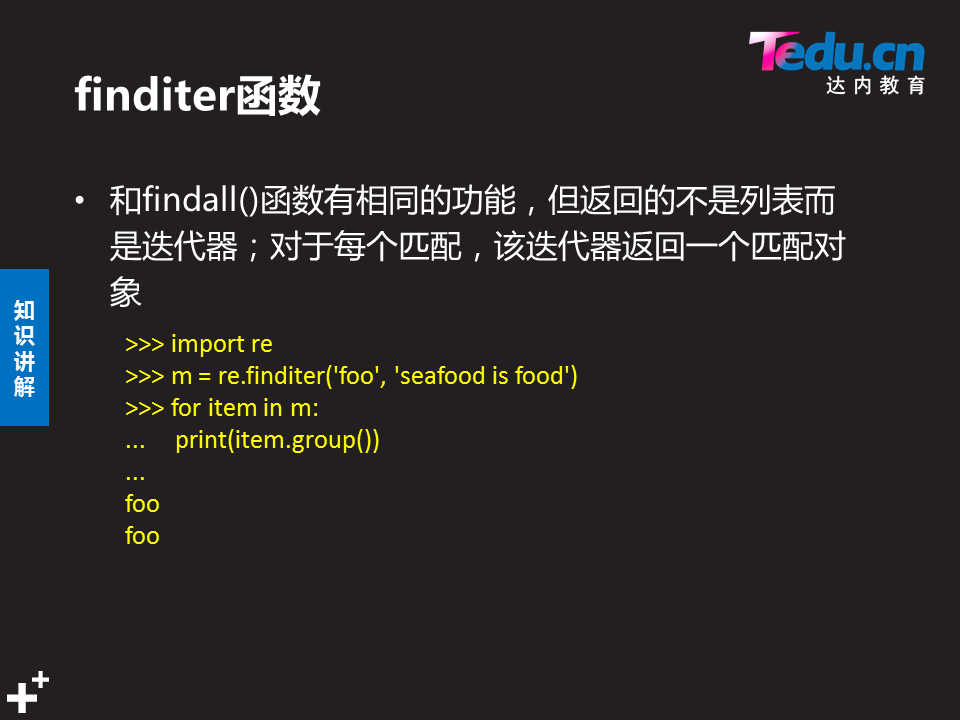 Tedu.cn
达内教育
finditer函数
• 和findall()函数有相同的功能，但返回的不是列表而
是迭代器；对于每个匹配，该迭代器返回一个匹配对
象
知
识
讲
解
>>> import re
>>> m = re.finditer('foo', 'seafood is food')
>>> for item in m:
...    print(item.group())
...
foo
foo